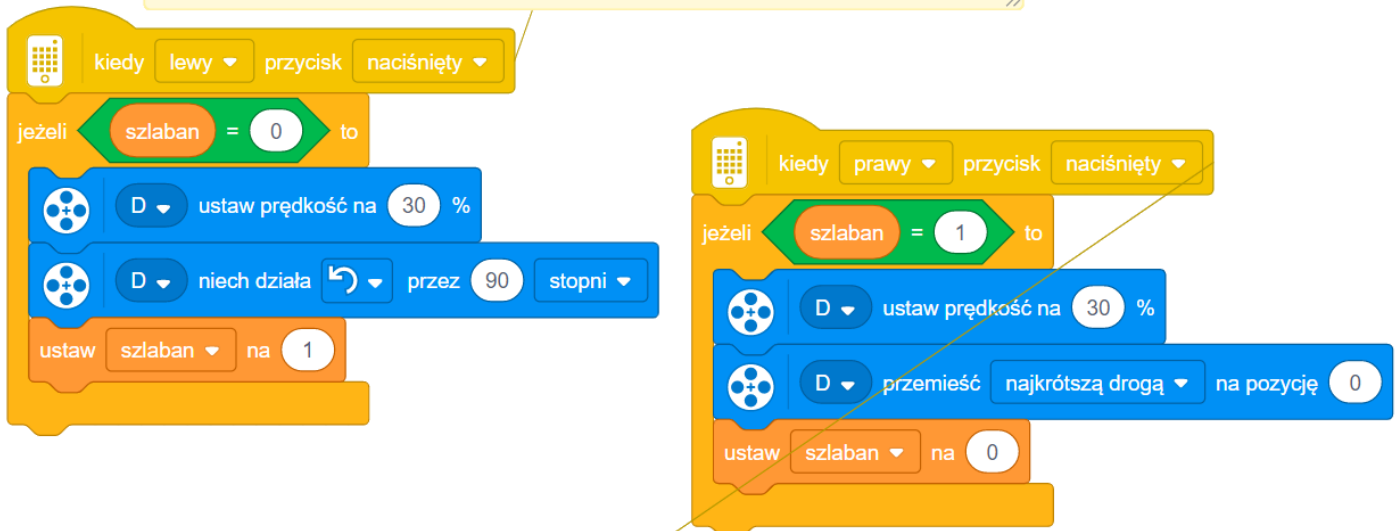 kiedy lewy przycisk naciśnięty
jeżeli szlaban = 0 to
D ustaw prędkość na 30 %
D niech działa przez 90 stopni
ustaw szlaban na 1
kiedy prawy przycisk naciśnięty
jeżeli szlaban = 1 to
D ustaw prędkość na 30 %
D przemieść najkrótszą drogą na pozycję 0
ustaw szlaban na 0